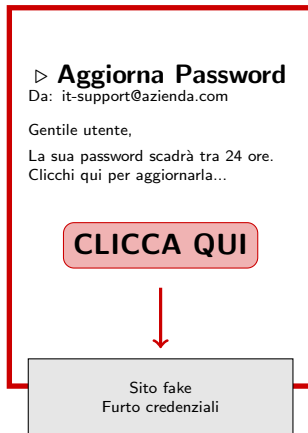 ▷ Aggiorna Password
Da: it-support@azienda.com
Gentile utente,
La sua password scadrà tra 24 ore.
Clicchi qui per aggiornarla...
CLICCA QUI
Sito fake
Furto credenziali